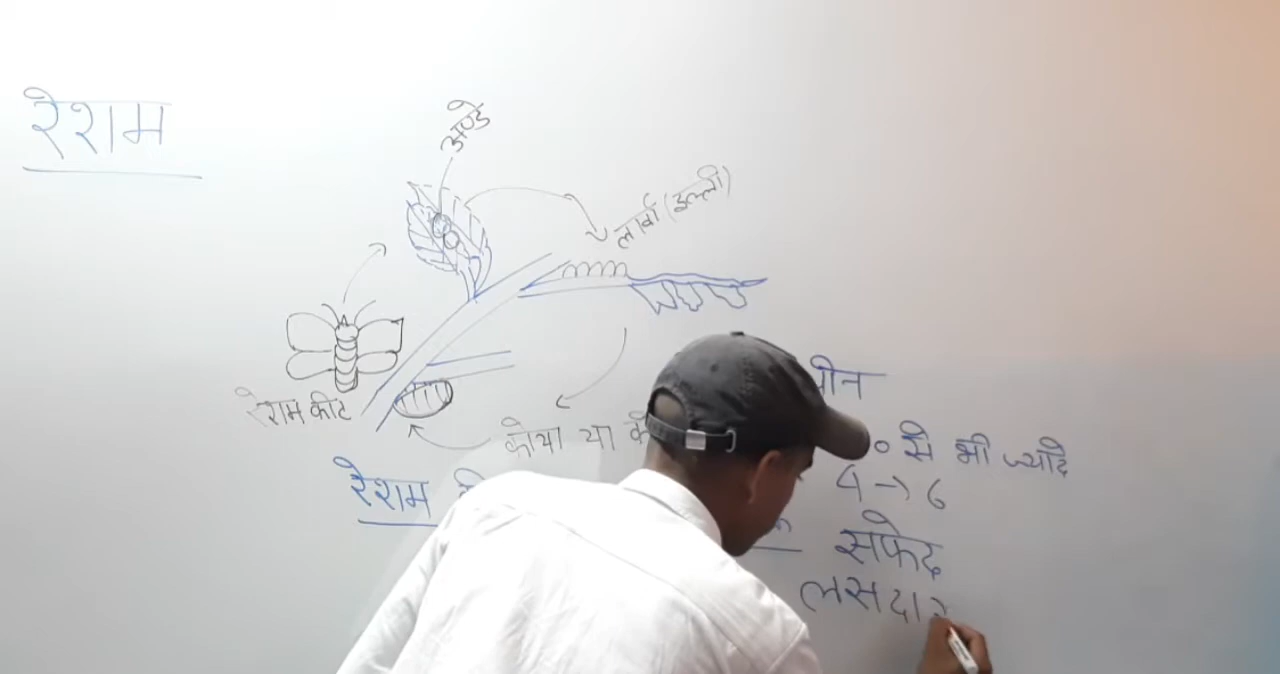 रेशम
अण्डे
लार्वा (इल्ली)
रेशम कीट
कोया या
रेशम
से भी ज्यादे
4 → 6
सफेद
लसदार